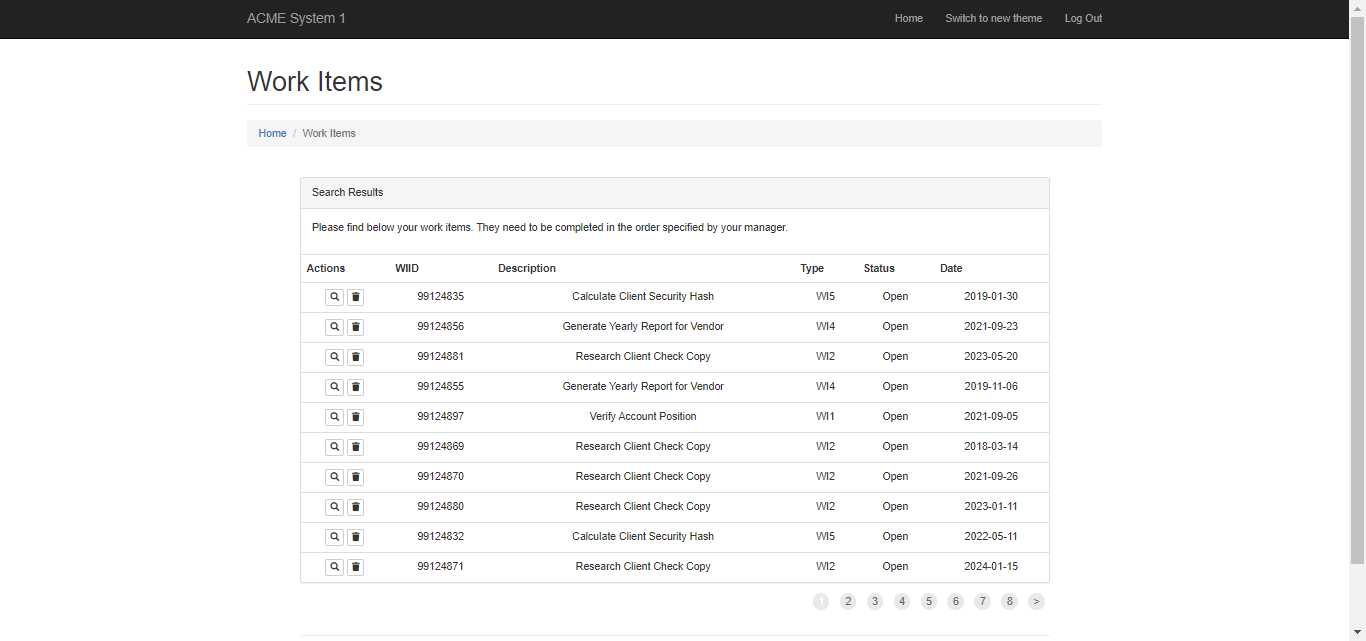 ACME System 1 Home Switch to new theme Log Out
Work Items
Home / Work Items
Search Results
Please find below your work items. They need to be completed in the order specified by your manager.
Actions WIID Description Type Status Date
99124835 Calculate Client Security Hash WI5 Open 2019-01-30
99124856 Generate Yearly Report for Vendor WI4 Open 2021-09-23
99124881 Research Client Check Copy WI2 Open 2023-05-20
99124855 Generate Yearly Report for Vendor WI4 Open 2019-11-06
99124897 Verify Account Position WI1 Open 2021-09-05
99124869 Research Client Check Copy WI2 Open 2018-03-14
99124870 Research Client Check Copy WI2 Open 2021-09-26
99124880 Research Client Check Copy WI2 Open 2023-01-11
99124832 Calculate Client Security Hash WI5 Open 2022-05-11
99124871 Research Client Check Copy WI2 Open 2024-01-15
1 2 3 4 5 6 7 8 >